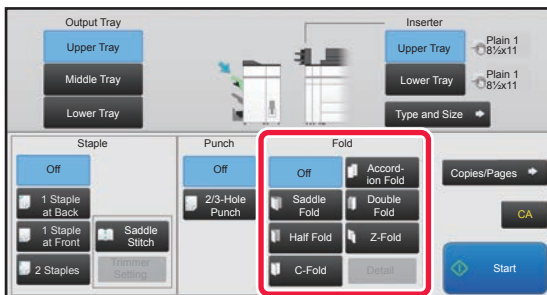 Output Tray
Inserter
Upper Tray
Upper Tray
Plain 1
8½x11
Middle Tray
Lower Tray
Plain 1
8½x11
Lower Tray
Type and Size
Staple
Punch
Fold
Off
Off
Off
Accord-
ion Fold
Copies/Pages
1 Staple
at Back
2/3-Hole
Punch
Saddle
Fold
Double
Fold
CA
1 Staple
at Front
Saddle
Stitch
Half Fold
Z-Fold
2 Staples
Trimmer
Setting
C-Fold
Detail
Start